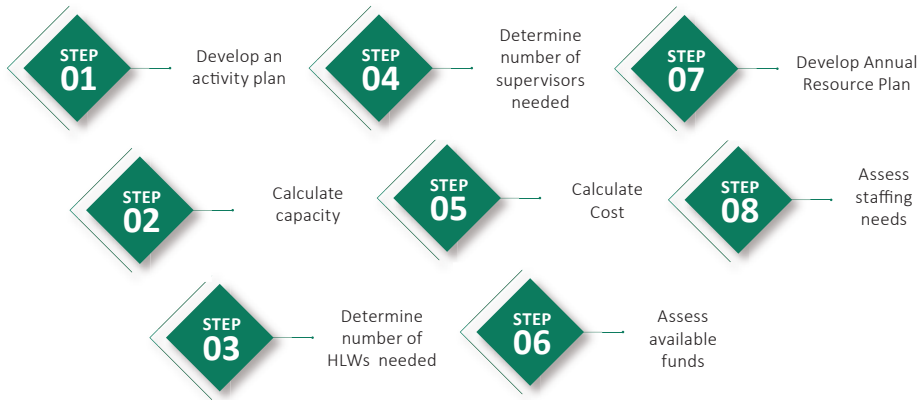 STEP
01
Develop an
activity plan
STEP
02
Calculate
capacity
STEP
03
Determine
number of
HLWs needed
STEP
04
Determine
number of
supervisors
needed
STEP
05
Calculate
Cost
STEP
06
Assess
available
funds
STEP
07
Develop Annual
Resource Plan
STEP
08
Assess
staffing
needs